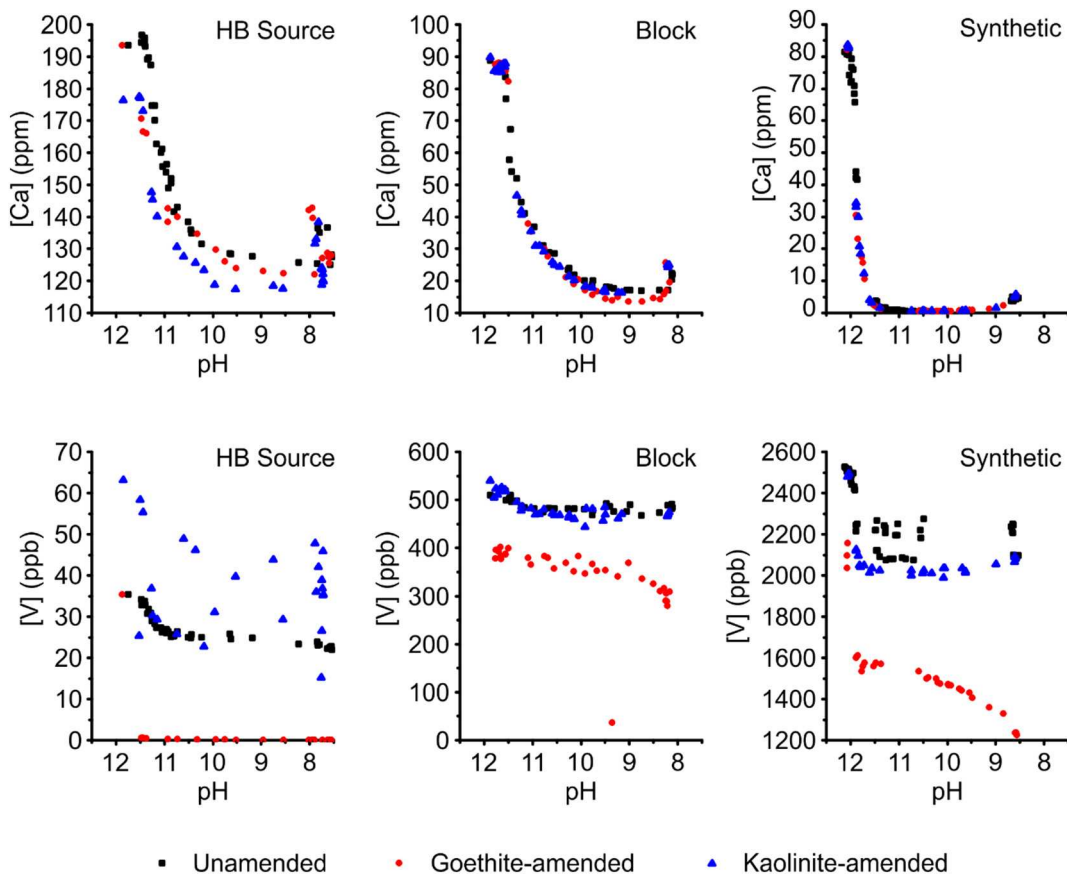 HB Source
[Ca] (ppm)
200
190
180
170
160
150
140
130
120
110
12 11 10 9 8
pH
Block
[Ca] (ppm)
100
90
80
70
60
50
40
30
20
10
12 11 10 9 8
pH
Synthetic
[Ca] (ppm)
90
80
70
60
50
40
30
20
10
0
12 11 10 9 8
pH
HB Source
[V] (ppb)
70
60
50
40
30
20
10
0
12 11 10 9 8
pH
Block
[V] (ppb)
600
500
400
300
200
100
0
12 11 10 9 8
pH
Synthetic
[V] (ppb)
2600
2400
2200
2000
1800
1600
1400
1200
12 11 10 9 8
pH
Unamended Goethite-amended Kaolinite-amended